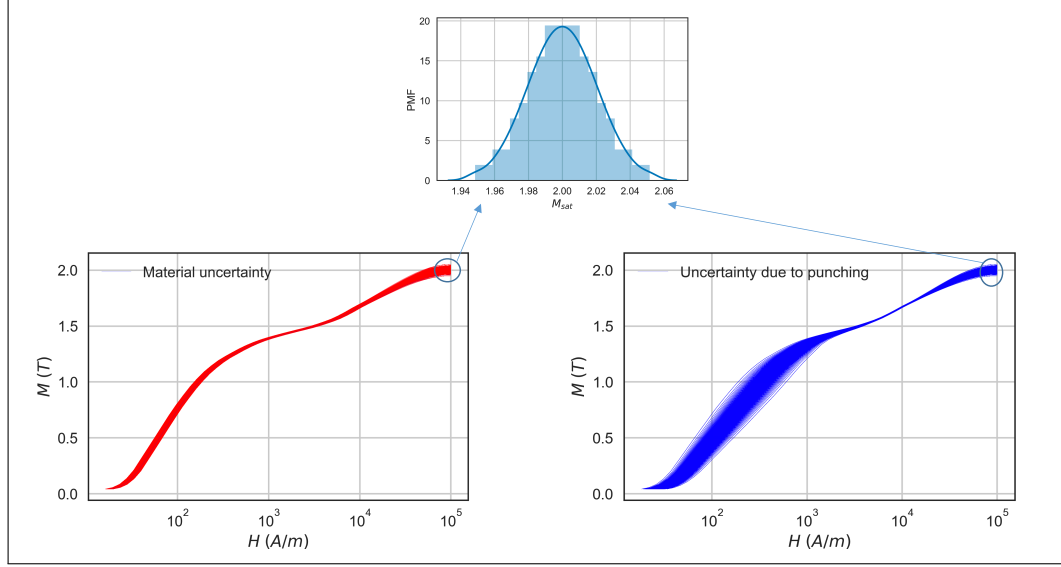 20
15
10
5
0
PMF
1.94 1.96 1.98 2.00 2.02 2.04 2.06
M_sat
2.0
1.5
1.0
0.5
0.0
M (T)
Material uncertainty
10^2 10^3 10^4 10^5
H (A/m)
2.0
1.5
1.0
0.5
0.0
M (T)
Uncertainty due to punching
10^2 10^3 10^4 10^5
H (A/m)